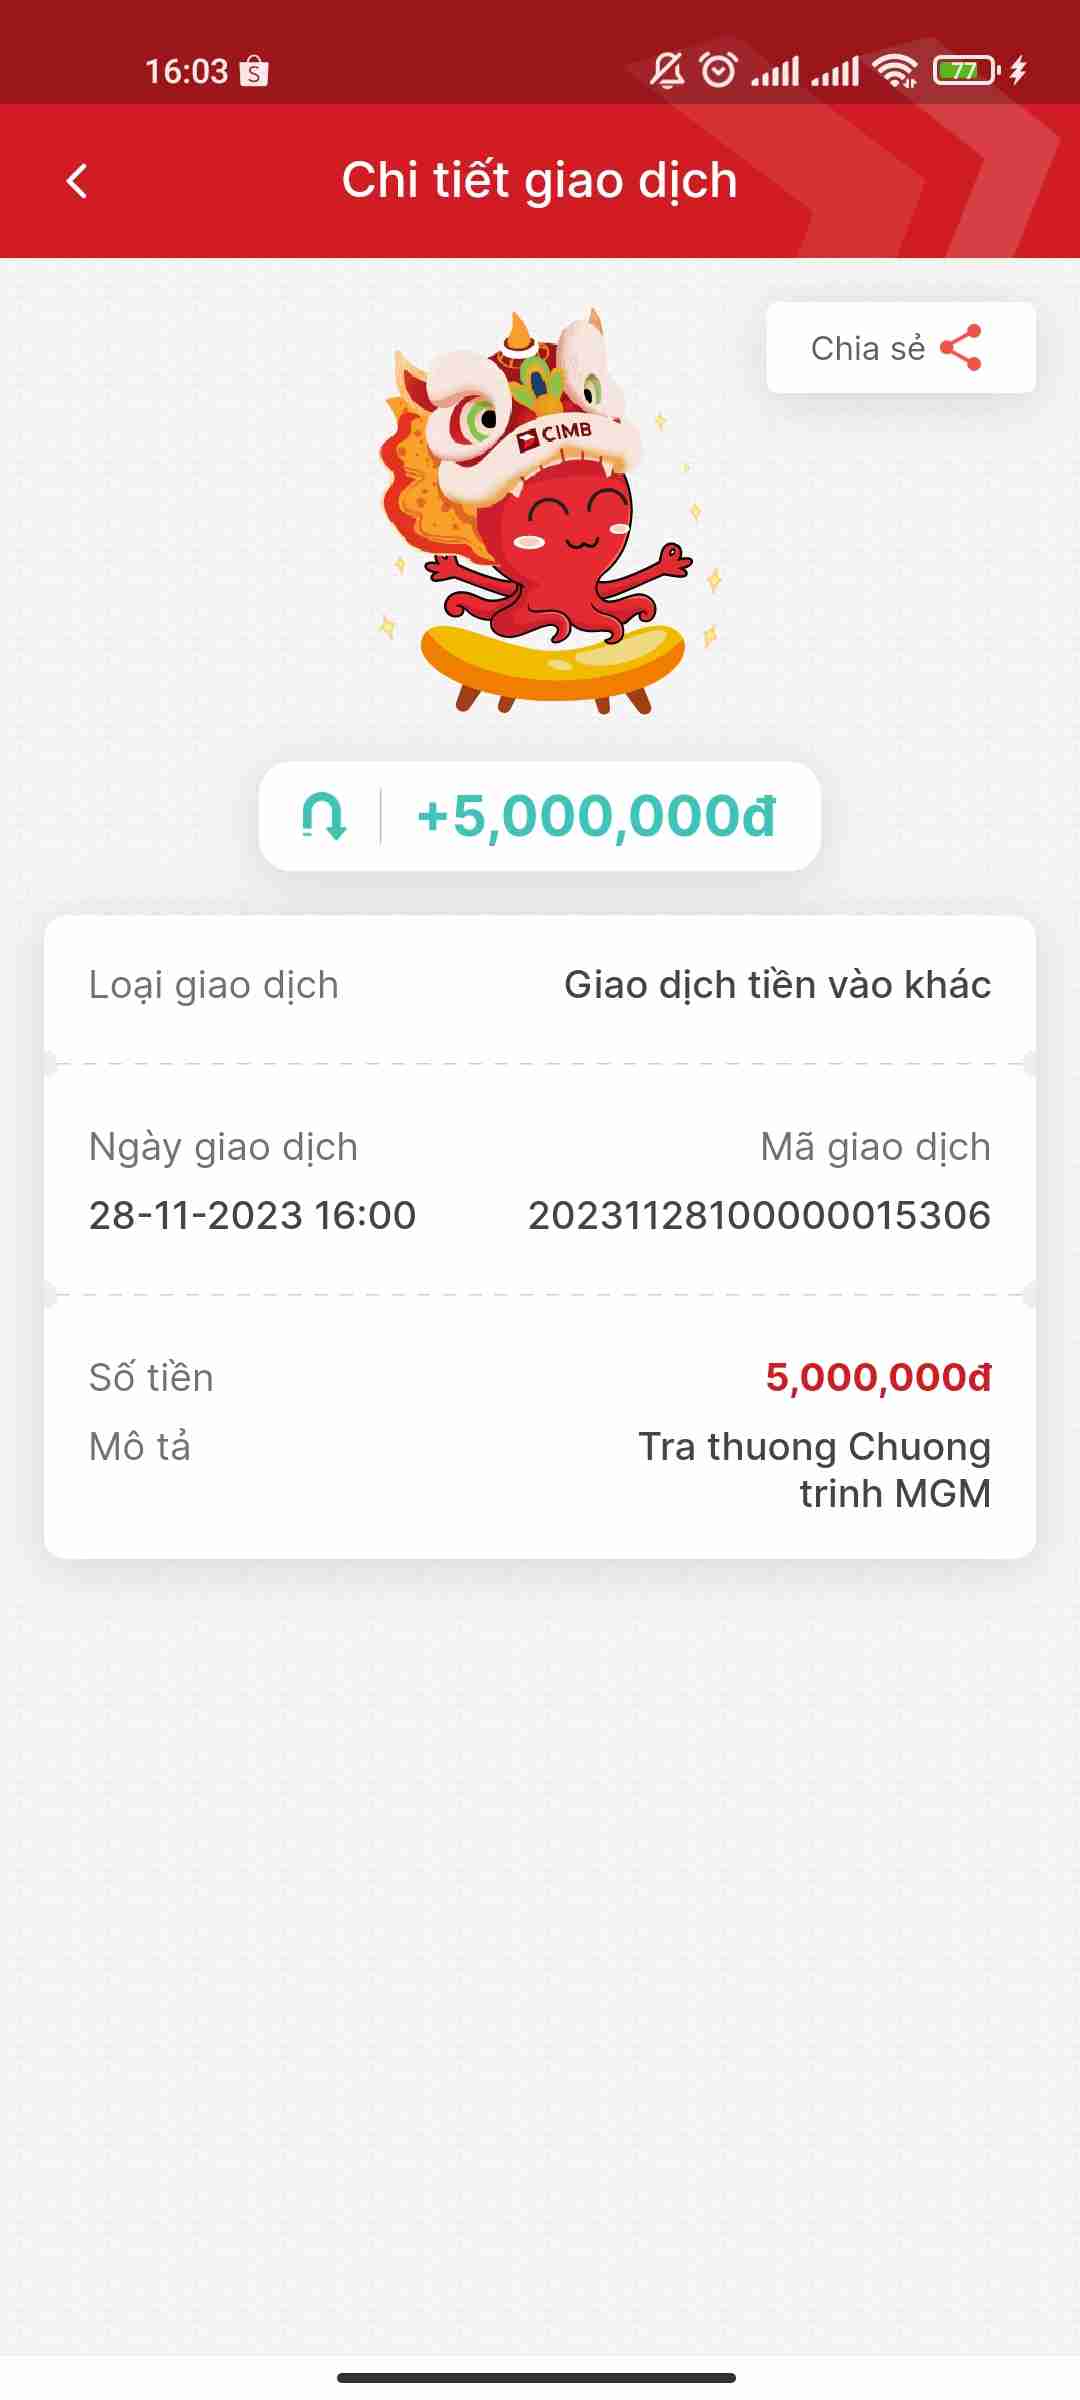 16:03
77
Chi tiết giao dịch
Chia sẻ
CIMB
+5,000,000đ
Loại giao dịch
Giao dịch tiền vào khác
Ngày giao dịch
Mã giao dịch
28-11-2023 16:00
20231128100000015306
Số tiền
5,000,000đ
Mô tả
Tra thuong Chuong
trinh MGM